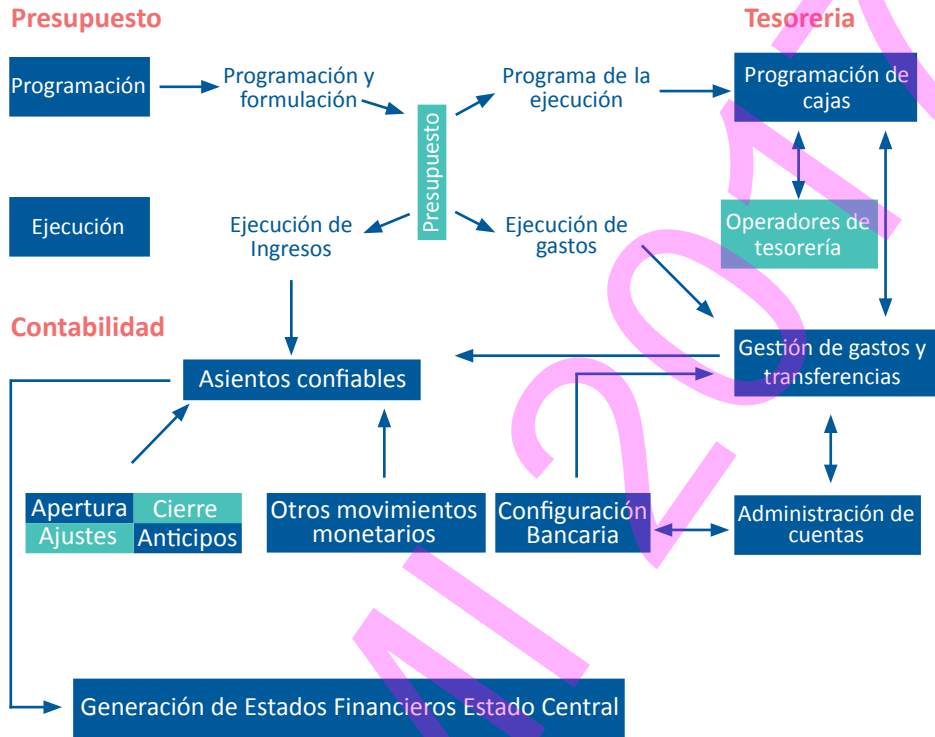 Presupuesto
Tesoreria
Programación
Programación y
formulación
Programa de la
ejecución
Programación de
cajas
Presupuesto
Ejecución
Ejecución de
Ingresos
Ejecución de
gastos
Operadores de
tesorería
Contabilidad
Asientos confiables
Gestión de gastos y
transferencias
Apertura
Cierre
Ajustes
Anticipos
Otros movimientos
monetarios
Configuración
Bancaria
Administración de
cuentas
Generación de Estados Financieros Estado Central